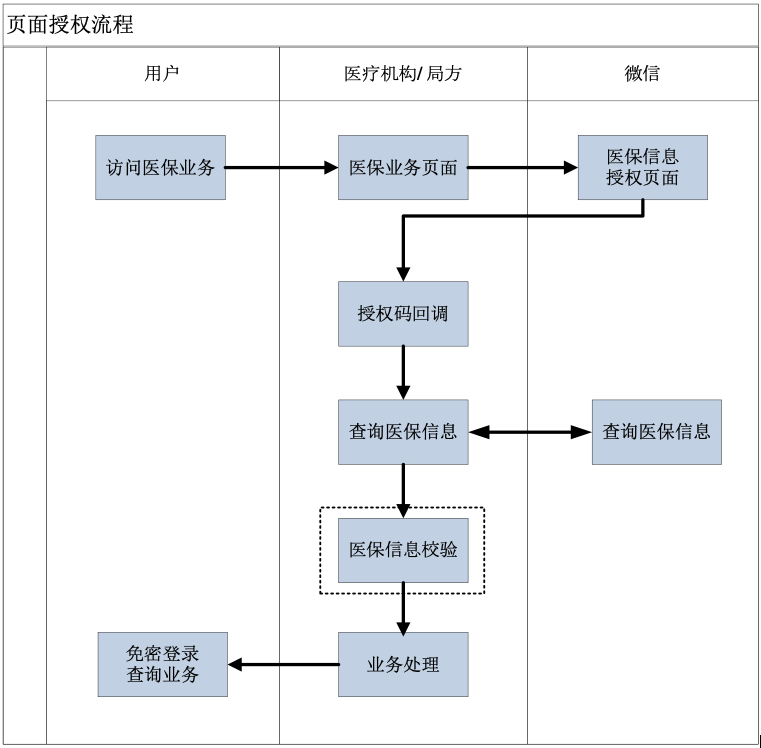 页面授权流程
用户
医疗机构/局方
微信
访问医保业务
医保业务页面
医保信息
授权页面
授权码回调
查询医保信息
查询医保信息
医保信息校验
免密登录
查询业务
业务处理